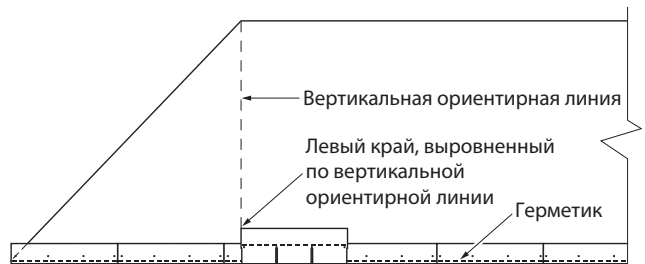 Вертикальная ориентирная линия
Левый край, выровненный
по вертикальной
ориентирной линии
Герметик